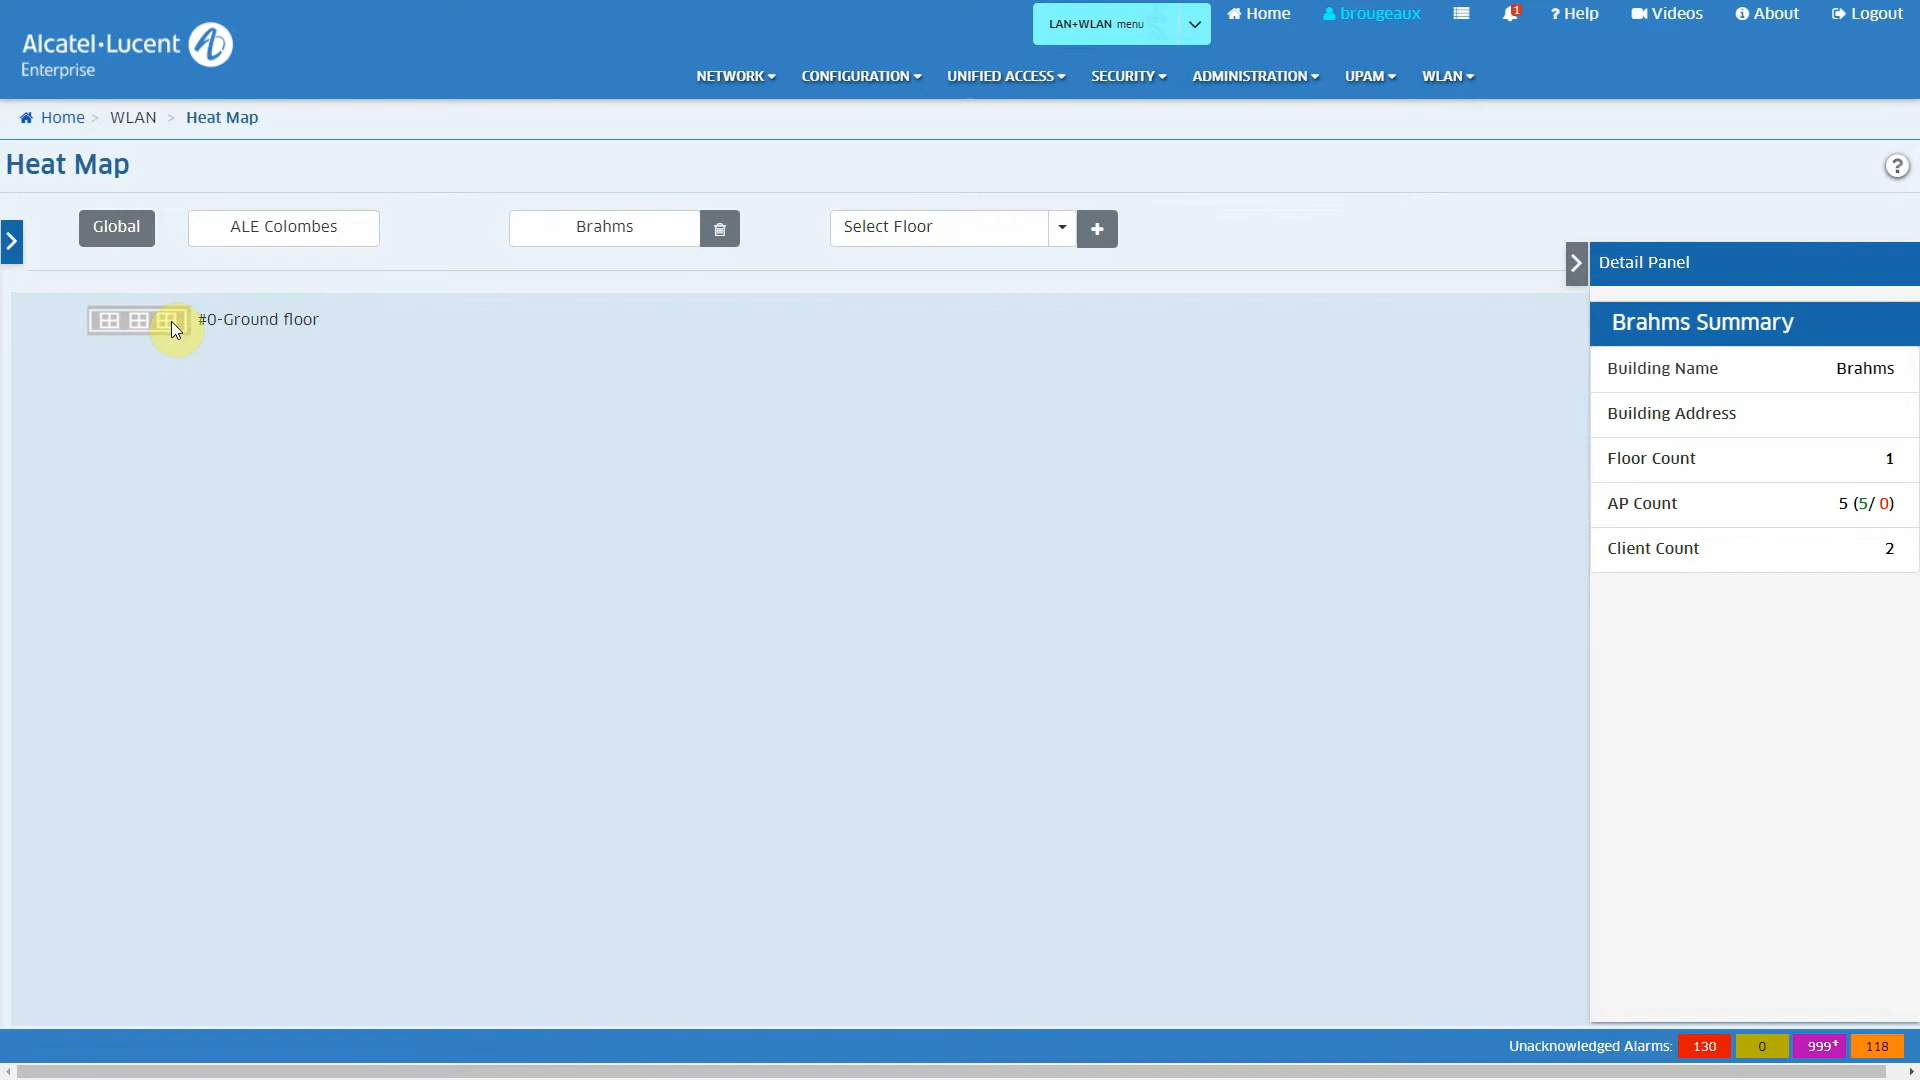 LAN+WLAN menu
Home
brougeaux
1
? Help
Videos
About
Logout
Alcatel·Lucent
Enterprise
NETWORK
CONFIGURATION
UNIFIED ACCESS
SECURITY
ADMINISTRATION
UPAM
WLAN
Home > WLAN > Heat Map
Heat Map
?
Global
ALE Colombes
Brahms
Select Floor
Detail Panel
#0-Ground floor
Brahms Summary
Building Name Brahms
Building Address
Floor Count 1
AP Count 5 (5/ 0)
Client Count 2
Unacknowledged Alarms: 130 0 999+ 118